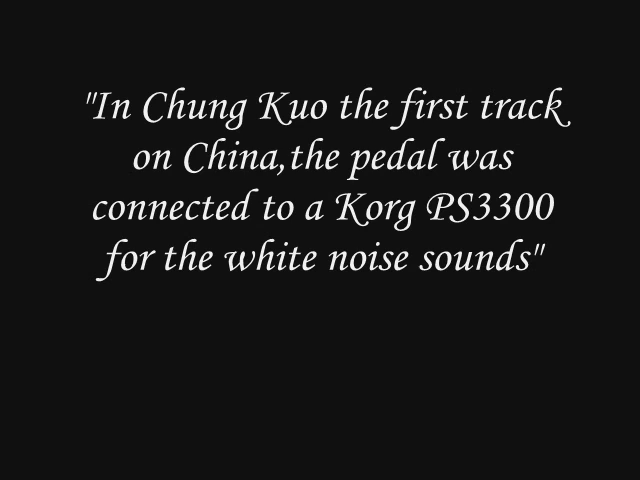 "In Chung Kuo the first track
on China,the pedal was
connected to a Korg PS3300
for the white noise sounds"